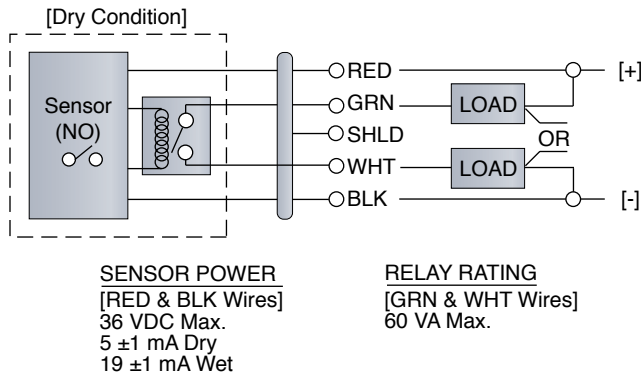 [Dry Condition]
Sensor
(NO)
RED
GRN
SHLD
WHT
BLK
LOAD
OR
LOAD
[+]
[-]
SENSOR POWER
[RED & BLK Wires]
36 VDC Max.
5 ±1 mA Dry
19 ±1 mA Wet
RELAY RATING
[GRN & WHT Wires]
60 VA Max.